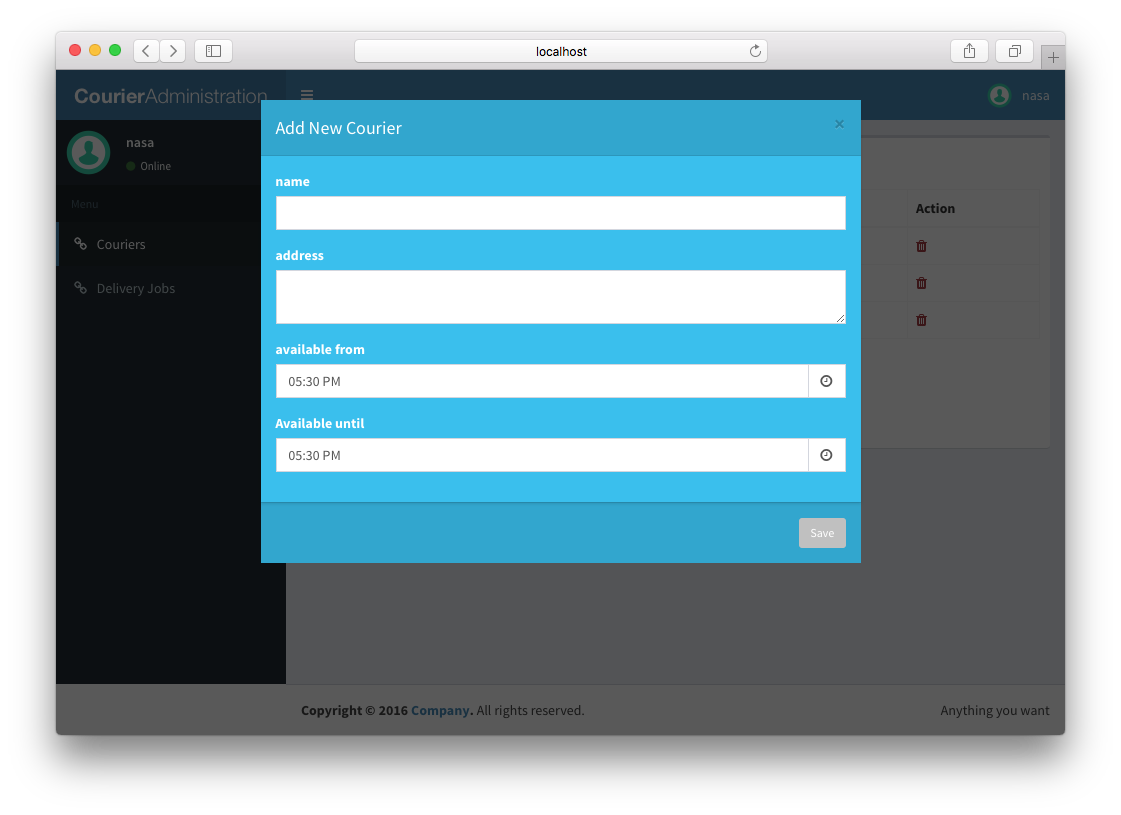 localhost
CourierAdministration
nasa
nasa
Online
Menu
Couriers
Delivery Jobs
Add New Courier
×
name
address
available from
05:30 PM
Available until
05:30 PM
Save
Action
Copyright © 2016 Company. All rights reserved.
Anything you want